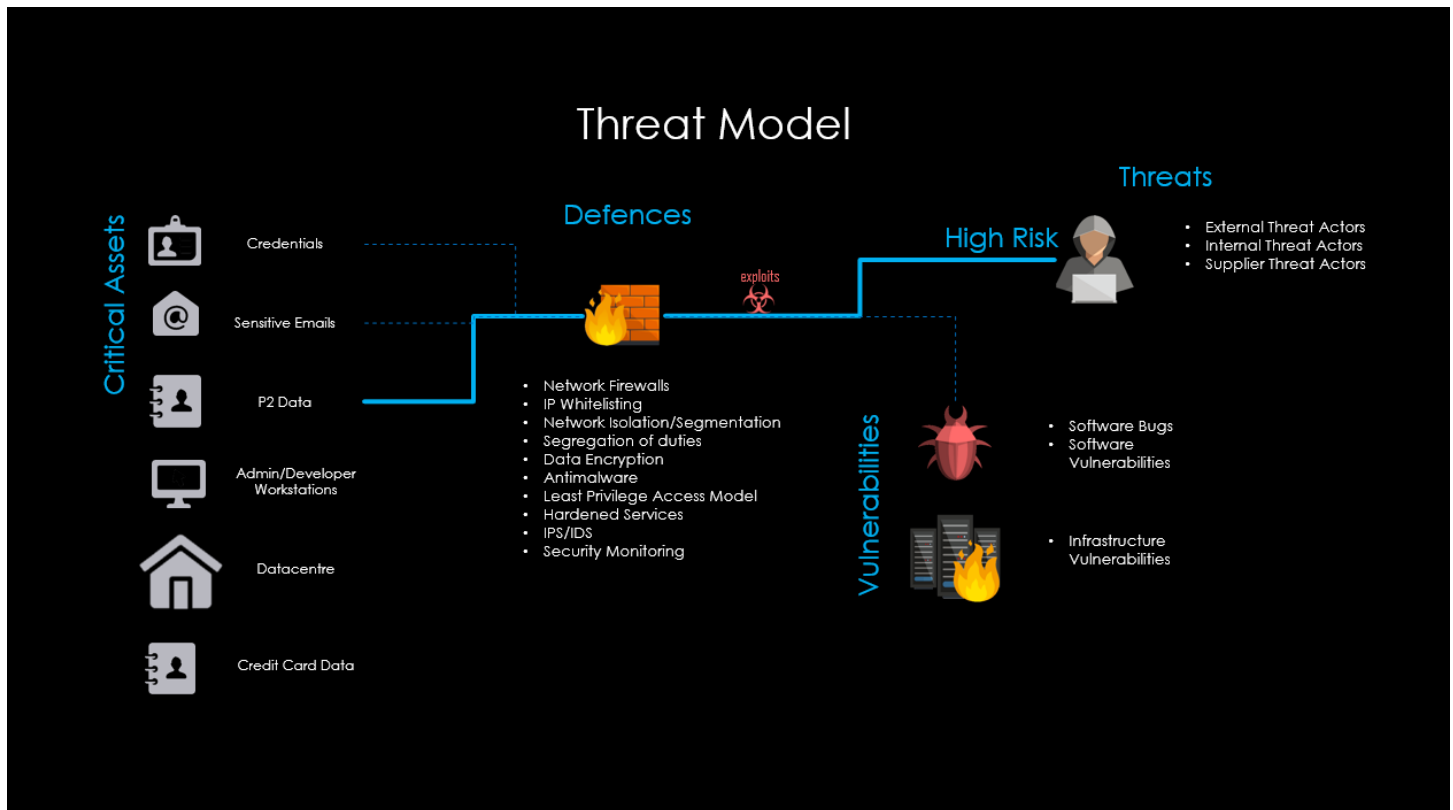 Threat Model
Critical Assets
Credentials
Sensitive Emails
P2 Data
Admin/Developer
Workstations
Datacentre
Credit Card Data
Defences
• Network Firewalls
• IP Whitelisting
• Network Isolation/Segmentation
• Segregation of duties
• Data Encryption
• Antimalware
• Least Privilege Access Model
• Hardened Services
• IPS/IDS
• Security Monitoring
exploits
High Risk
Threats
• External Threat Actors
• Internal Threat Actors
• Supplier Threat Actors
Vulnerabilities
• Software Bugs
• Software
Vulnerabilities
• Infrastructure
Vulnerabilities